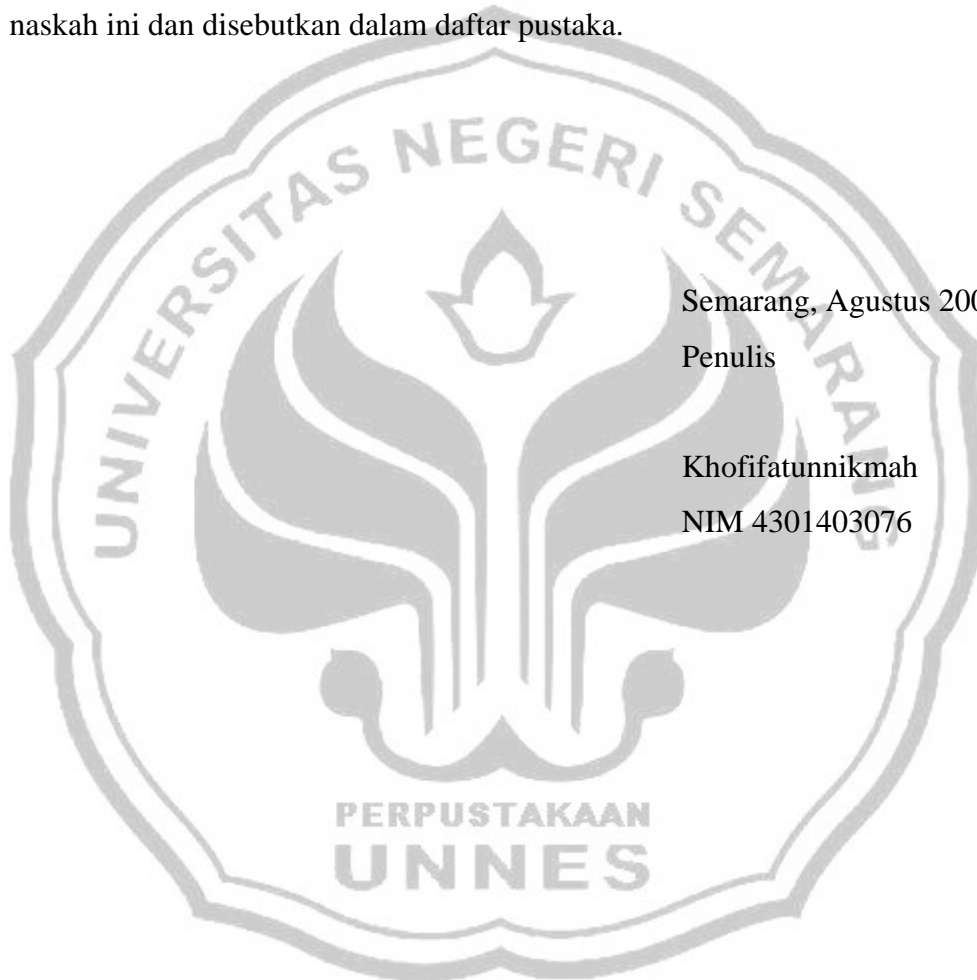 naskah ini dan disebutkan dalam daftar pustaka.
UNIVERSITAS NEGERI SEMARANG
Semarang, Agustus 200
Penulis
Khofifatunnikmah
NIM 4301403076
PERPUSTAKAAN
UNNES